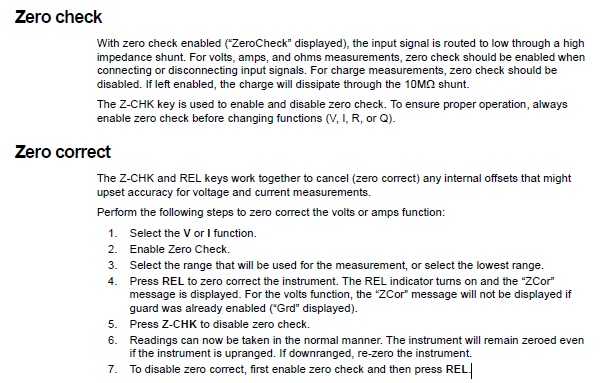 Zero check
With zero check enabled (“ZeroCheck” displayed), the input signal is routed to low through a high
impedance shunt. For volts, amps, and ohms measurements, zero check should be enabled when
connecting or disconnecting input signals. For charge measurements, zero check should be
disabled. If left enabled, the charge will dissipate through the 10MΩ shunt.
The Z-CHK key is used to enable and disable zero check. To ensure proper operation, always
enable zero check before changing functions (V, I, R, or Q).
Zero correct
The Z-CHK and REL keys work together to cancel (zero correct) any internal offsets that might
upset accuracy for voltage and current measurements.
Perform the following steps to zero correct the volts or amps function:
1. Select the V or I function.
2. Enable Zero Check.
3. Select the range that will be used for the measurement, or select the lowest range.
4. Press REL to zero correct the instrument. The REL indicator turns on and the “ZCor”
message is displayed. For the volts function, the “ZCor” message will not be displayed if
guard was already enabled (“Grd” displayed).
5. Press Z-CHK to disable zero check.
6. Readings can now be taken in the normal manner. The instrument will remain zeroed even
if the instrument is upranged. If downranged, re-zero the instrument.
7. To disable zero correct, first enable zero check and then press REL.